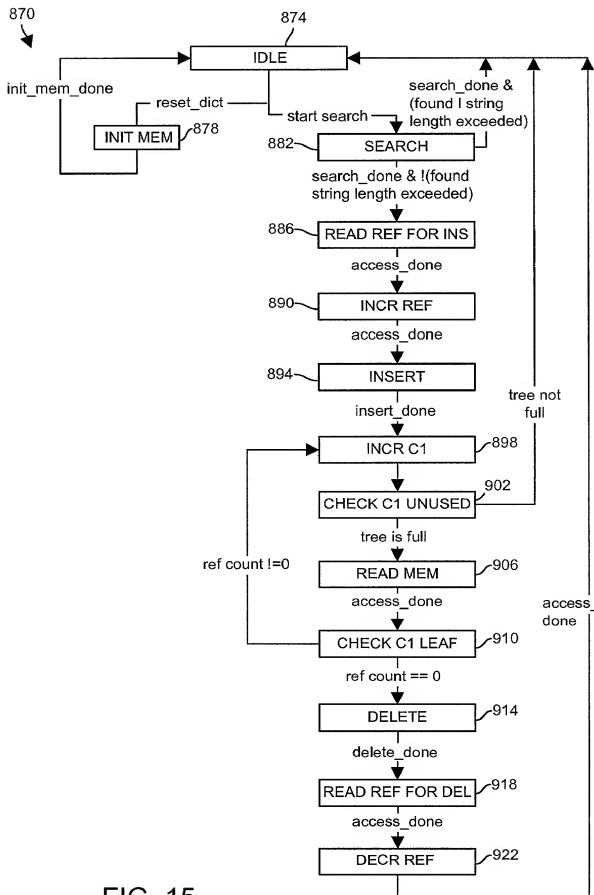 870
874
IDLE
init_mem_done
reset_dict
INIT MEM
878
start search
search_done &
(found I string
length exceeded)
882
SEARCH
search_done & !(found
string length exceeded)
886
READ REF FOR INS
access_done
890
INCR REF
access_done
894
INSERT
insert_done
tree not
full
INCR C1
898
902
CHECK C1 UNUSED
tree is full
ref count !=0
READ MEM
906
access_done
access_
done
CHECK C1 LEAF
910
ref count == 0
DELETE
914
delete_done
READ REF FOR DEL
918
access_done
DECR REF
922
FIG. 15